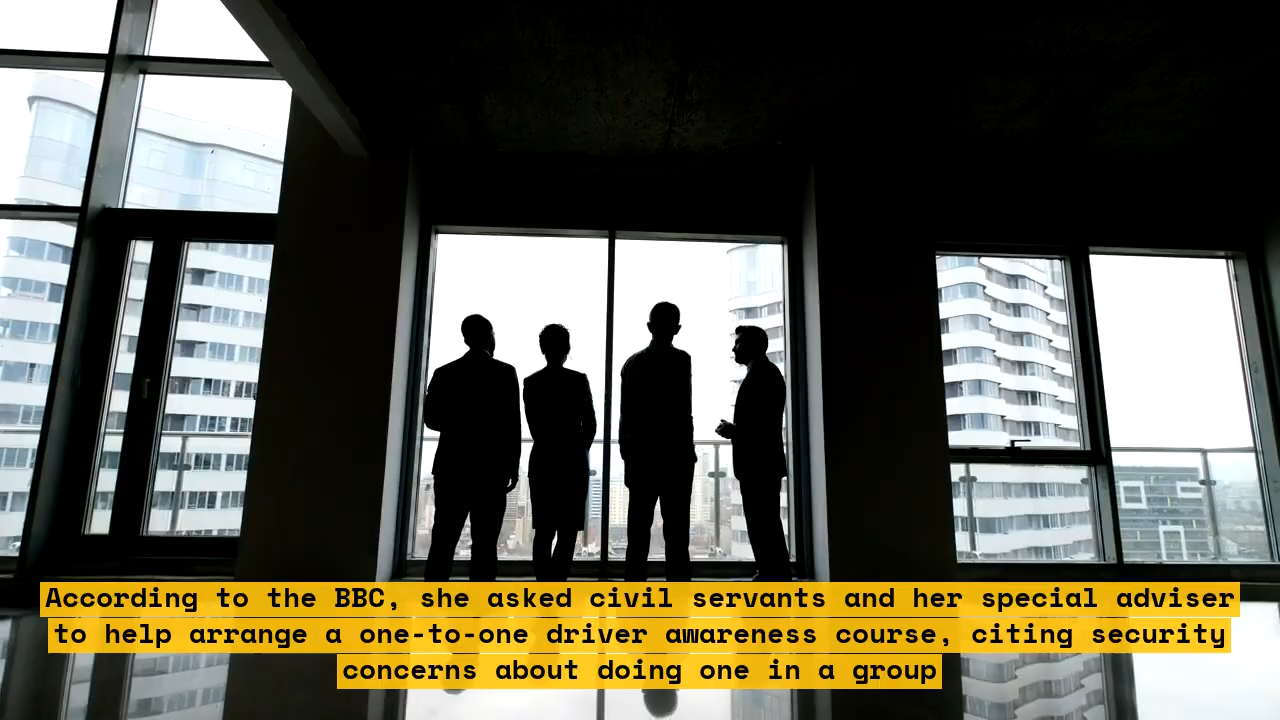 According to the BBC, she asked civil servants and her special adviser
to help arrange a one-to-one driver awareness course, citing security
concerns about doing one in a group